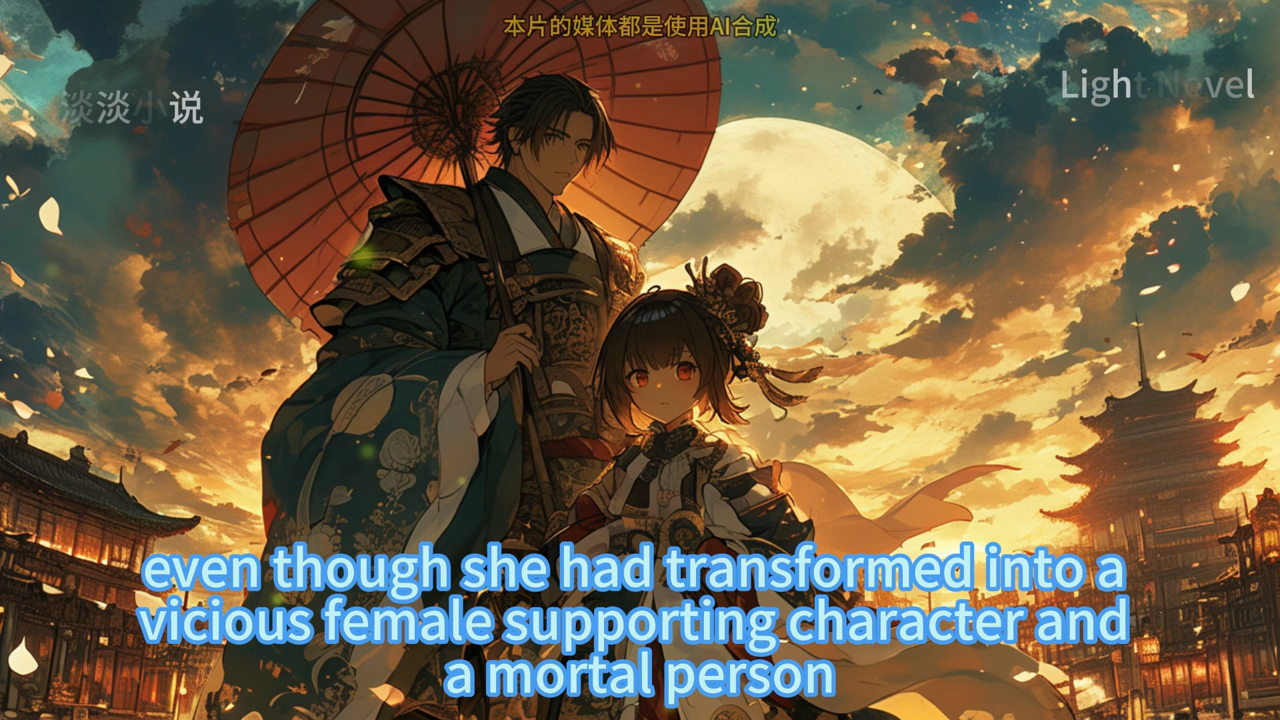 本片的媒体都是使用AI合成
淡淡小说
Light Novel
even though she had transformed into a
vicious female supporting character and
a mortal person